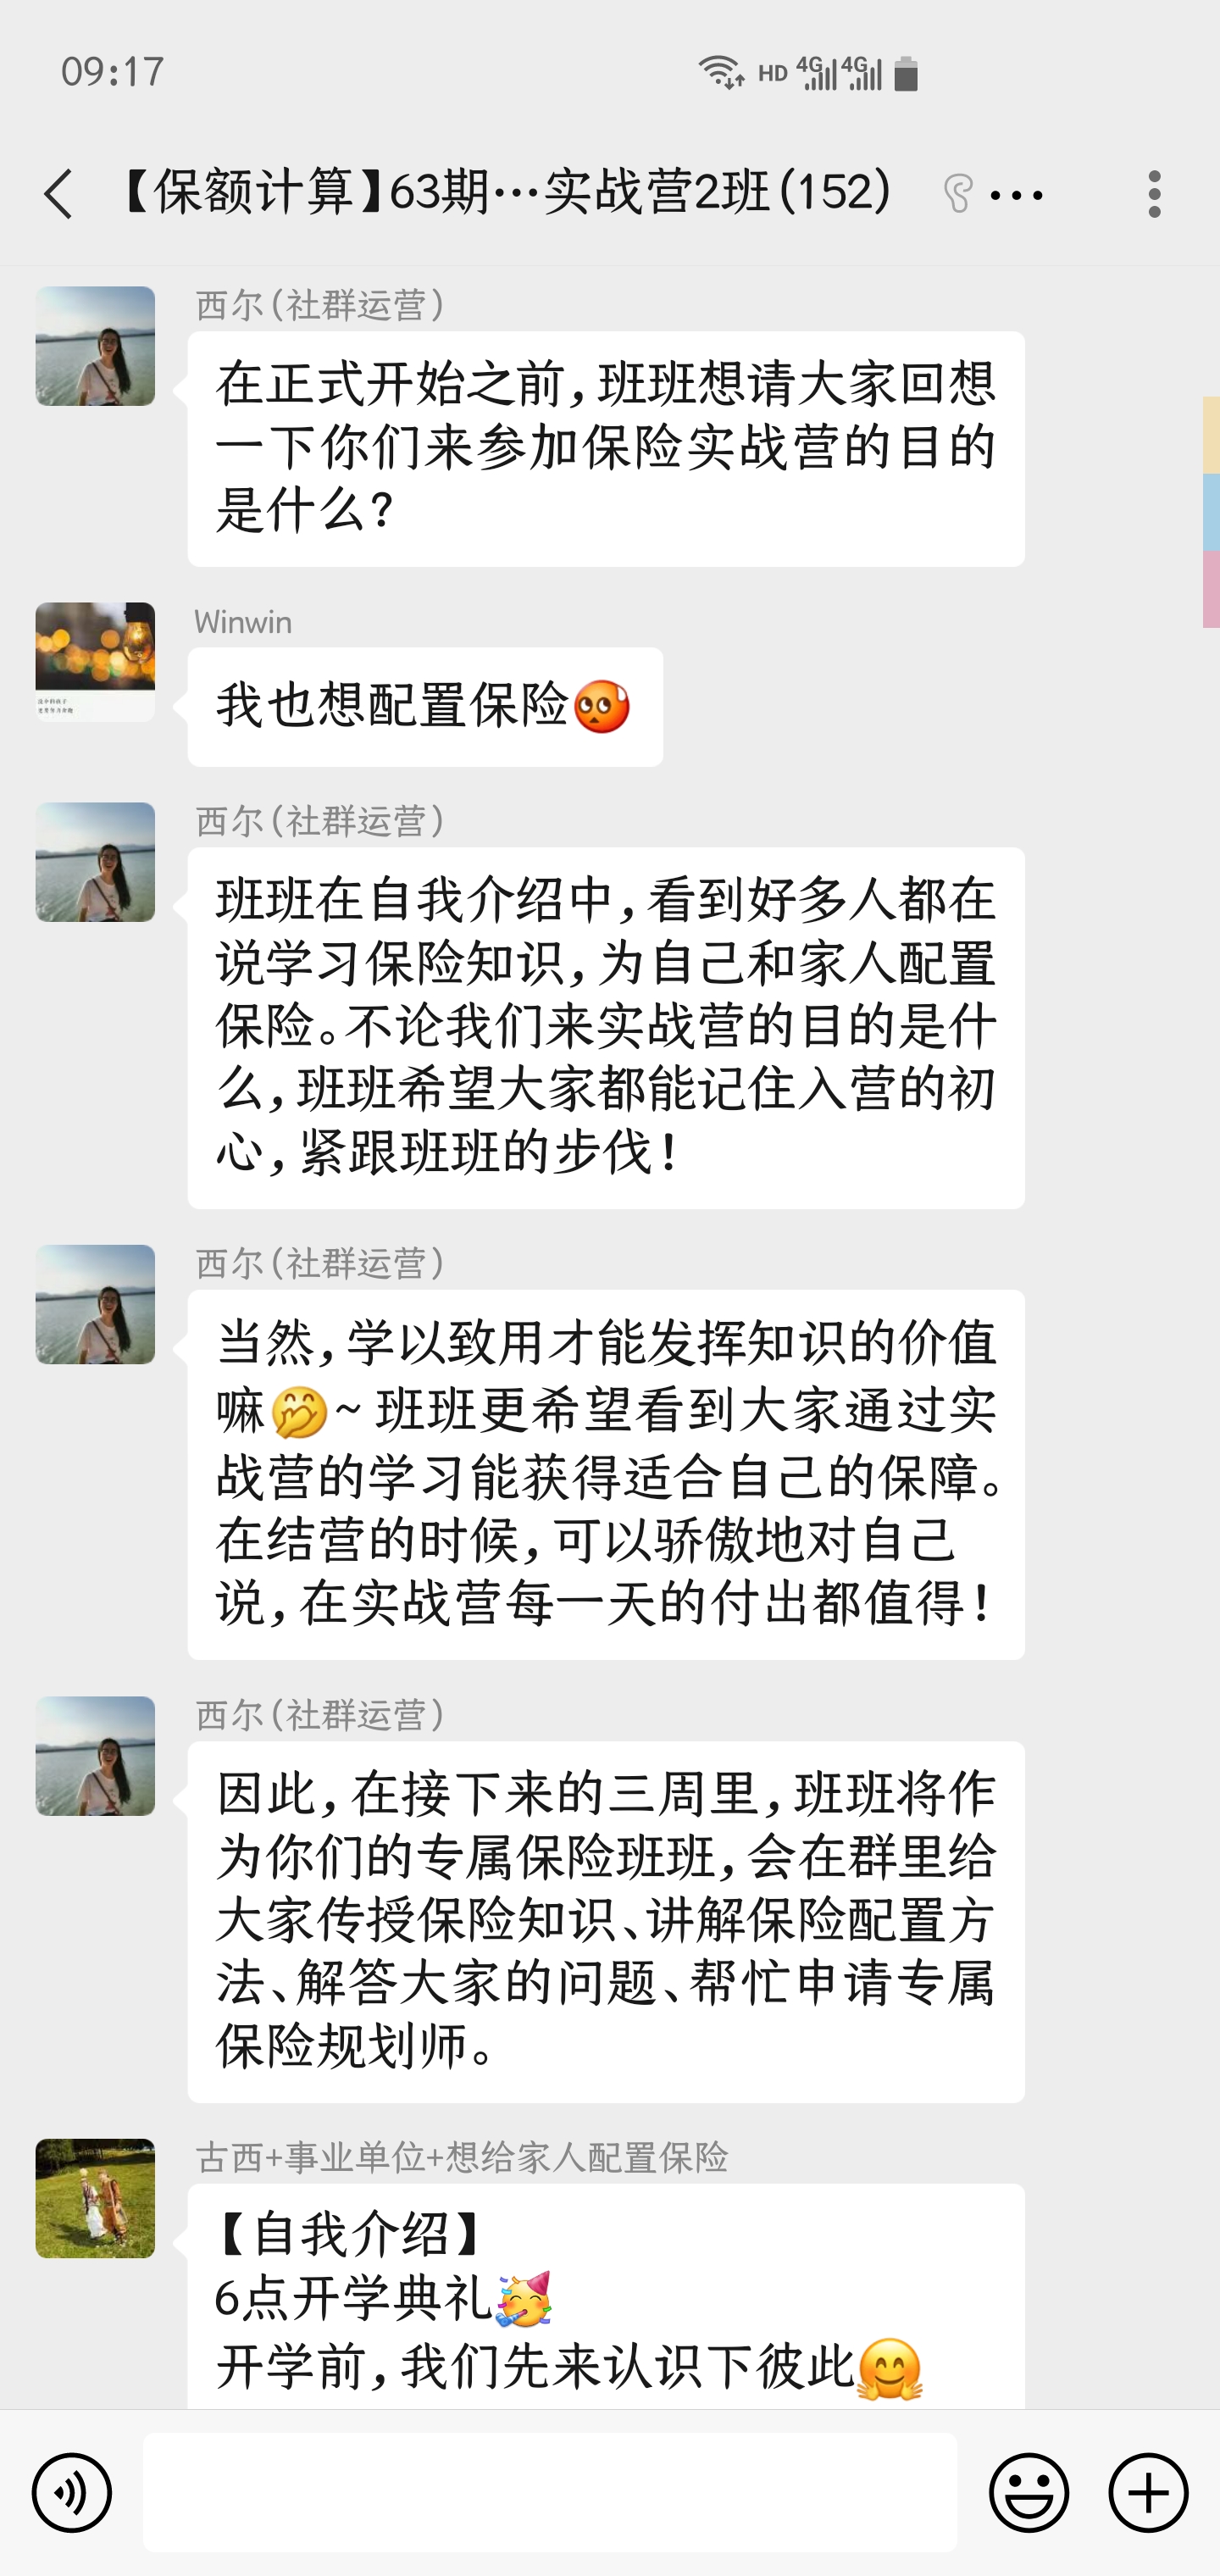 09:17
HD 4G 4G
【保额计算】63期…实战营2班(152)
西尔(社群运营)
在正式开始之前,班班想请大家回想
一下你们来参加保险实战营的目的
是什么?
Winwin
我也想配置保险
西尔(社群运营)
班班在自我介绍中,看到好多人都在
说学习保险知识,为自己和家人配置
保险。不论我们来实战营的目的是什
么,班班希望大家都能记住入营的初
心,紧跟班班的步伐!
西尔(社群运营)
当然,学以致用才能发挥知识的价值
嘛🤭~ 班班更希望看到大家通过实
战营的学习能获得适合自己的保障。
在结营的时候,可以骄傲地对自己
说,在实战营每一天的付出都值得!
西尔(社群运营)
因此,在接下来的三周里,班班将作
为你们的专属保险班班,会在群里给
大家传授保险知识、讲解保险配置方
法、解答大家的问题、帮忙申请专属
保险规划师。
古西+事业单位+想给家人配置保险
【自我介绍】
6点开学典礼🥳
开学前,我们先来认识下彼此🤗